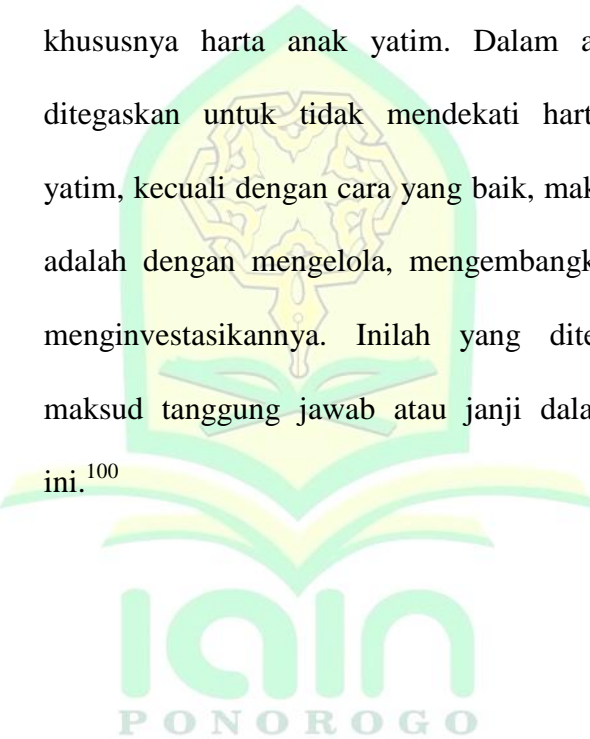 khususnya harta anak yatim. Dalam a
ditegaskan untuk tidak mendekati hart
yatim, kecuali dengan cara yang baik, mak
adalah dengan mengelola, mengembangk
menginvestasikannya. Inilah yang dite
maksud tanggung jawab atau janji dala
ini.¹⁰⁰
iain
PONOROGO